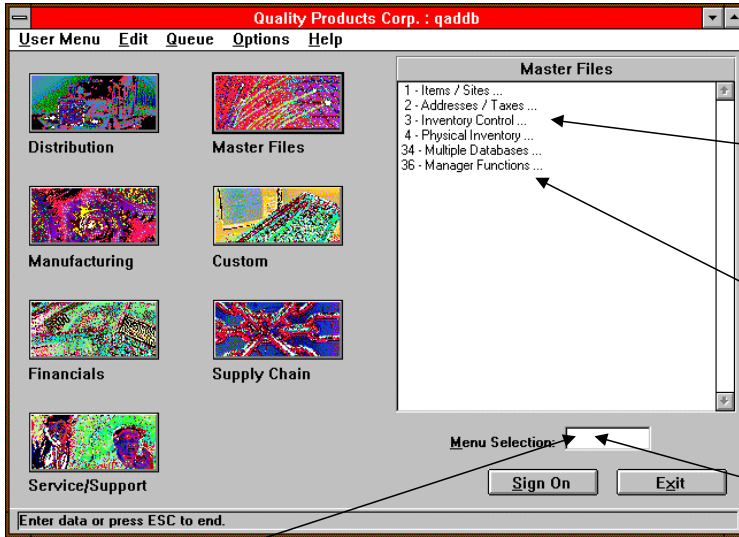 Quality Products Corp. : qaddb
User Menu Edit Queue Options Help
Distribution
Master Files
Manufacturing
Custom
Financials
Supply Chain
Service/Support
Master Files
1 - Items / Sites ...
2 - Addresses / Taxes ...
3 - Inventory Control ...
4 - Physical Inventory ...
34 - Multiple Databases ...
36 - Manager Functions ...
Menu Selection:
Sign On Exit
Enter data or press ESC to end.